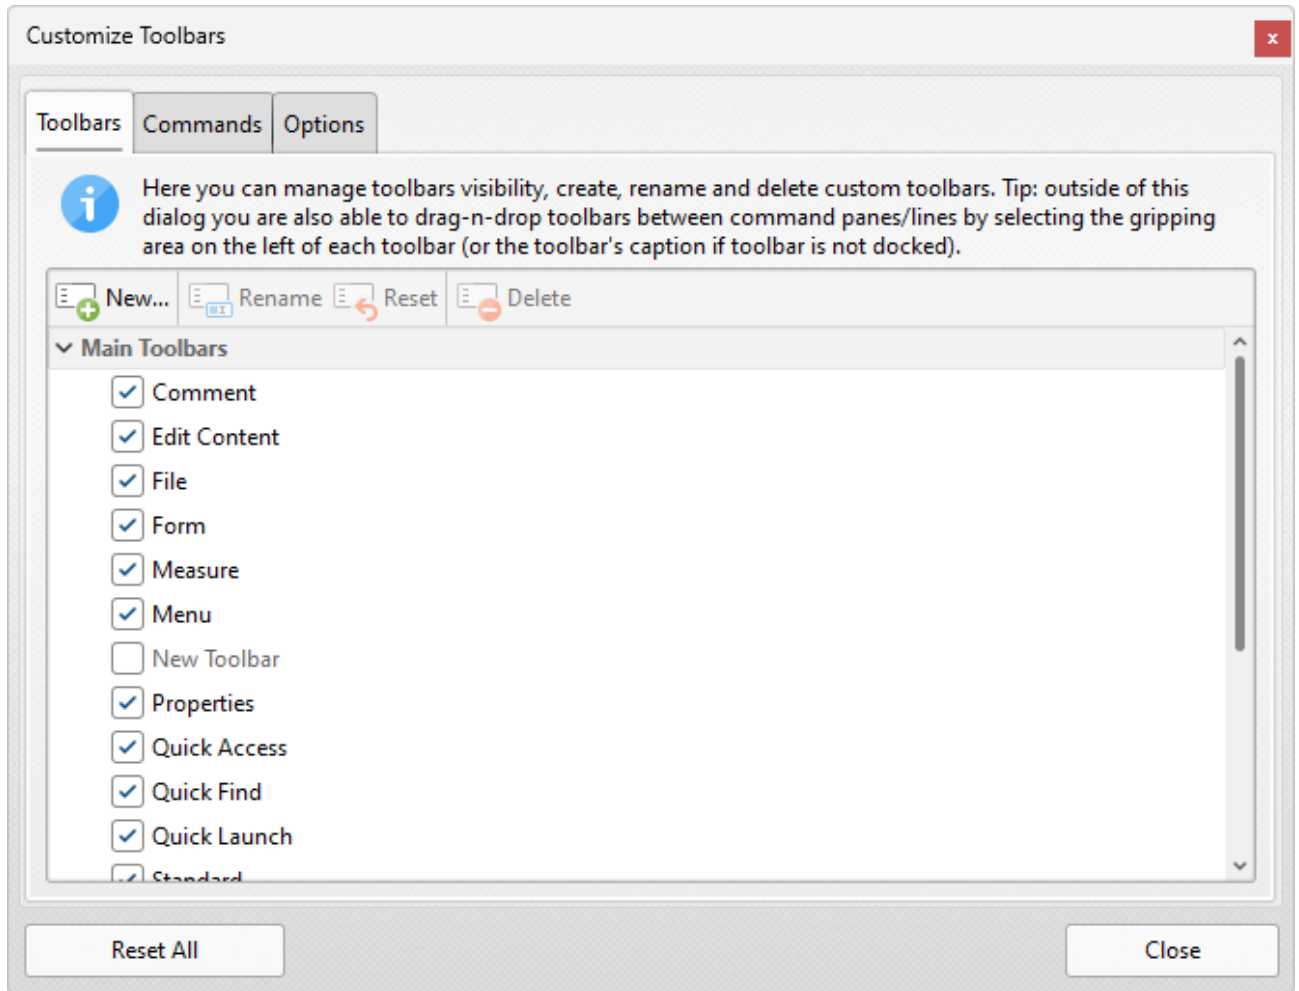 Customize Toolbars
x
Toolbars Commands Options
Here you can manage toolbars visibility, create, rename and delete custom toolbars. Tip: outside of this
dialog you are also able to drag-n-drop toolbars between command panes/lines by selecting the gripping
area on the left of each toolbar (or the toolbar's caption if toolbar is not docked).
New... Rename Reset Delete
Main Toolbars
Comment
Edit Content
File
Form
Measure
Menu
New Toolbar
Properties
Quick Access
Quick Find
Quick Launch
Standard
Reset All Close